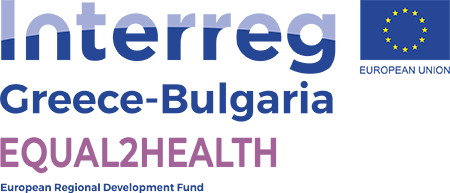 Interreg
EUROPEAN UNION
Greece-Bulgaria
EQUAL2HEALTH
European Regional Development Fund